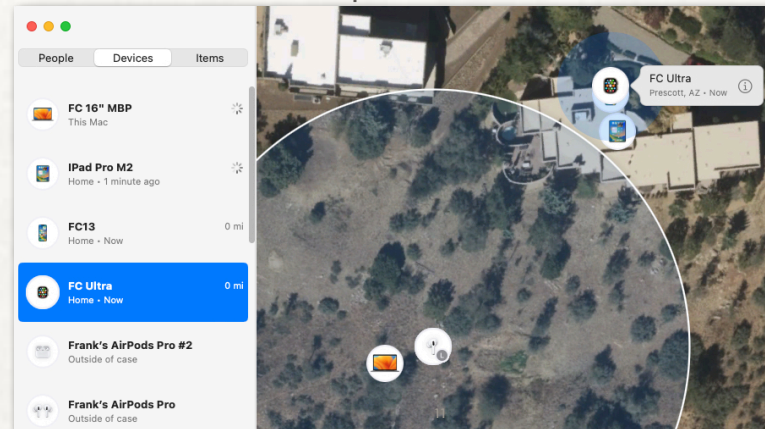 People Devices Items
FC 16" MBP
This Mac
IPad Pro M2
Home • 1 minute ago
FC13
Home • Now
0 mi
FC Ultra
Home • Now
0 mi
Frank's AirPods Pro #2
Outside of case
Frank's AirPods Pro
Outside of case
FC Ultra
Prescott, AZ • Now
L